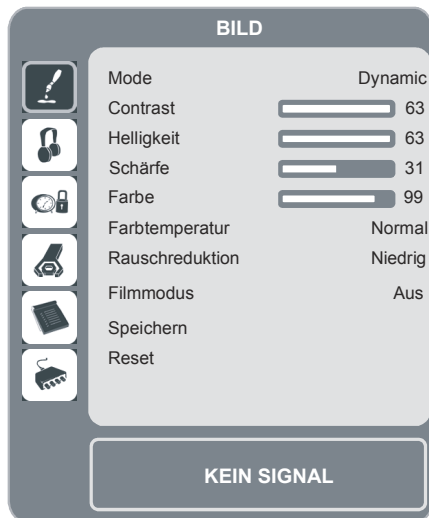 BILD
Mode Dynamic
Contrast 63
Helligkeit 63
Schärfe 31
Farbe 99
Farbtemperatur Normal
Rauschreduktion Niedrig
Filmmodus Aus
Speichern
Reset
KEIN SIGNAL